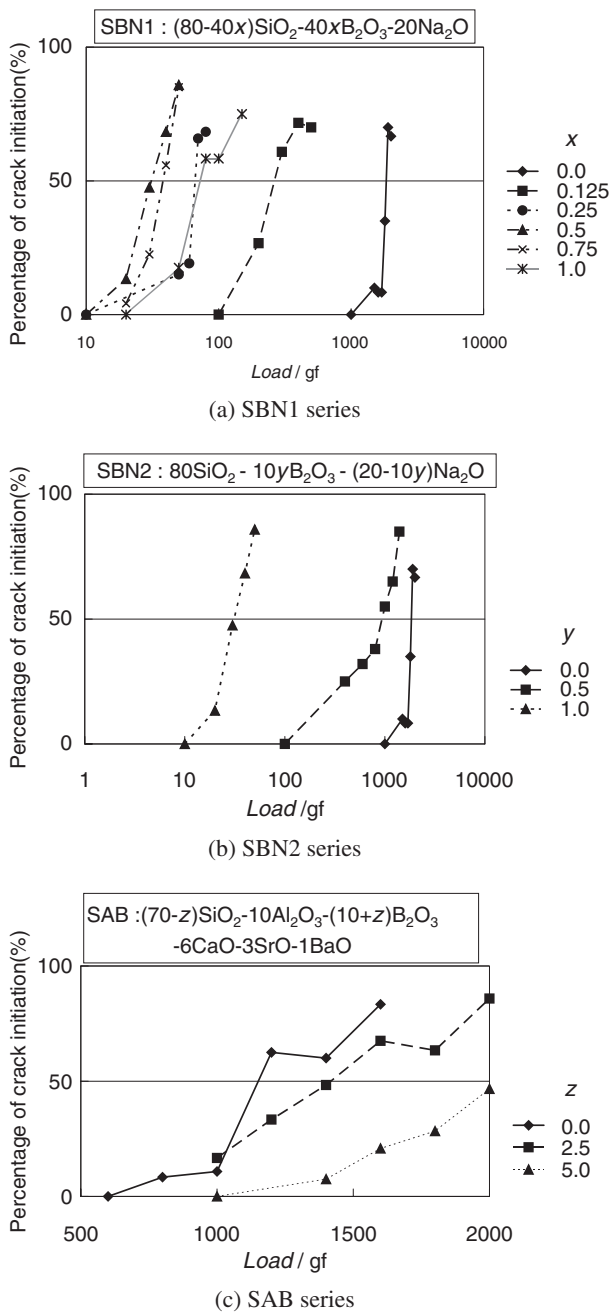 SBN1 : (80-40x)SiO₂-40xB₂O₃-20Na₂O
Percentage of crack initiation(%)
100
50
0
10
100
1000
10000
Load / gf
x
0.0
0.125
0.25
0.5
0.75
1.0
(a) SBN1 series
SBN2 : 80SiO₂ - 10yB₂O₃ - (20-10y)Na₂O
Percentage of crack initiation(%)
100
50
0
1
10
100
1000
10000
Load /gf
y
0.0
0.5
1.0
(b) SBN2 series
SAB :(70-z)SiO₂-10Al₂O₃-(10+z)B₂O₃
-6CaO-3SrO-1BaO
Percentage of crack initiation(%)
100
50
0
500
1000
1500
2000
Load / gf
z
0.0
2.5
5.0
(c) SAB series